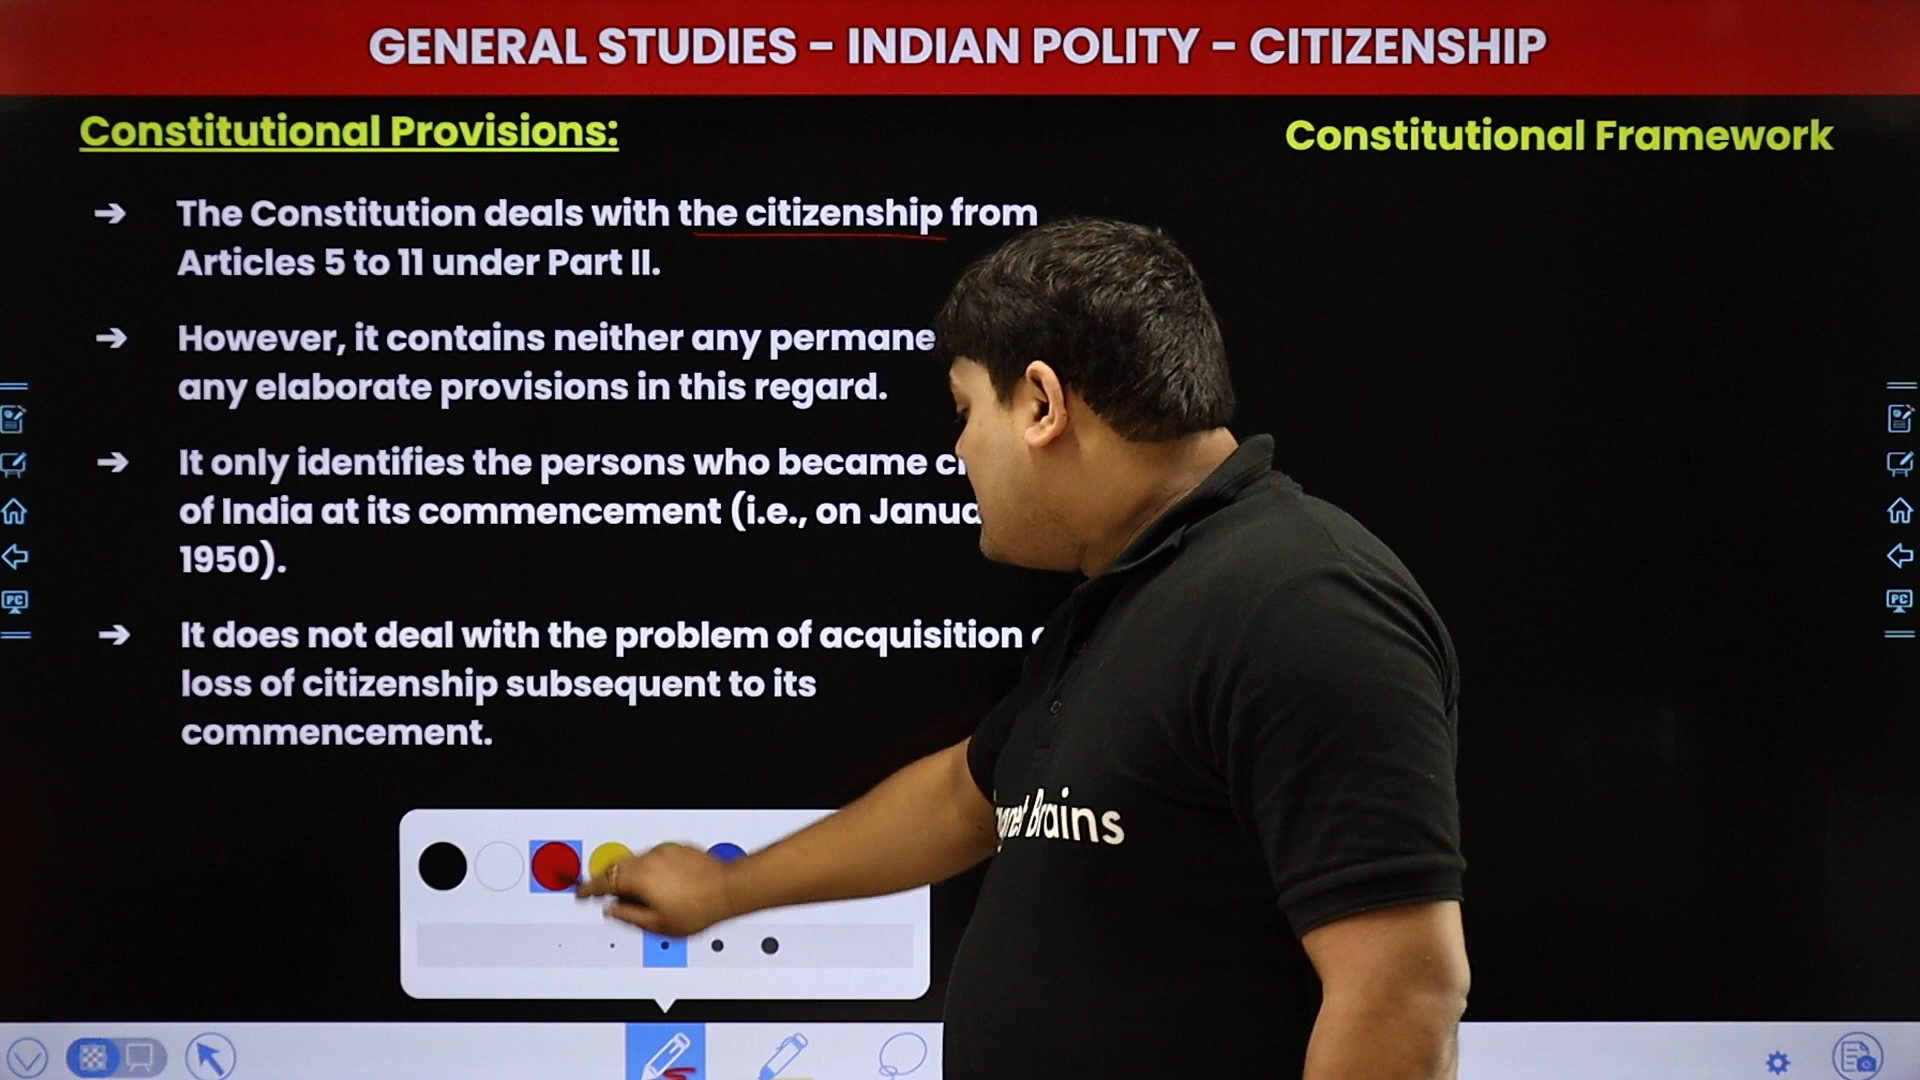 GENERAL STUDIES - INDIAN POLITY - CITIZENSHIP
Constitutional Provisions:
Constitutional Framework
➔ The Constitution deals with the citizenship from
Articles 5 to 11 under Part II.
➔ However, it contains neither any
any elaborate provisions in this regard.
➔ It only identifies the persons who became
of India at its commencement (i.e., on
1950).
➔ It does not deal with the problem of acquisition
loss of citizenship subsequent to its
commencement.
Brains
PC
PC